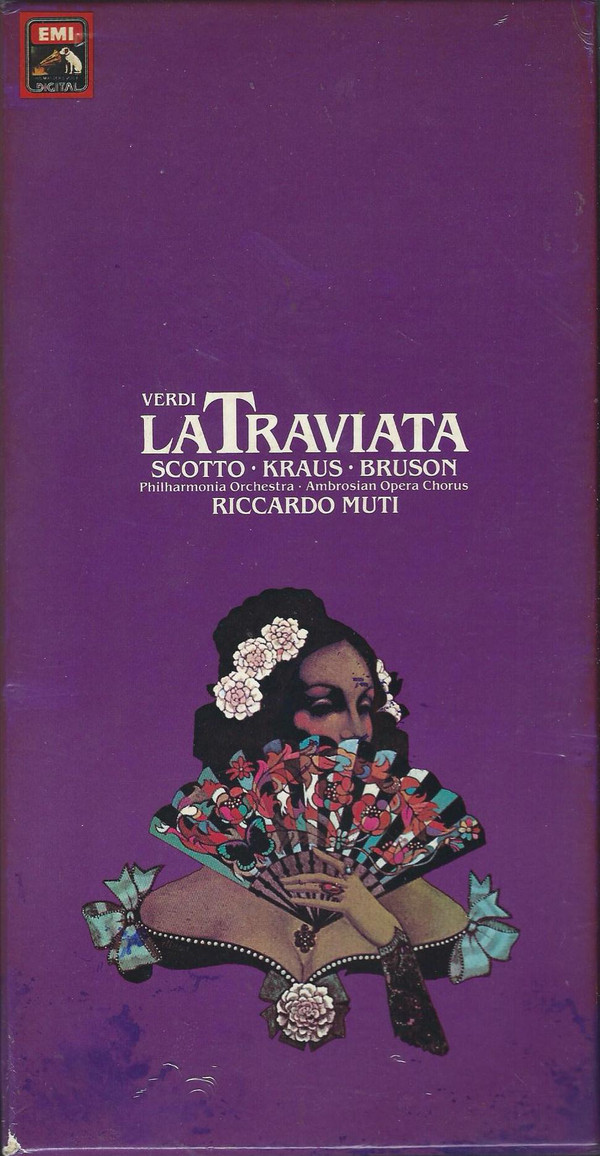 EMI
DIGITAL
VERDI
LA TRAVIATA
SCOTTO · KRAUS · BRUSON
Philharmonia Orchestra · Ambrosian Opera Chorus
RICCARDO MUTI